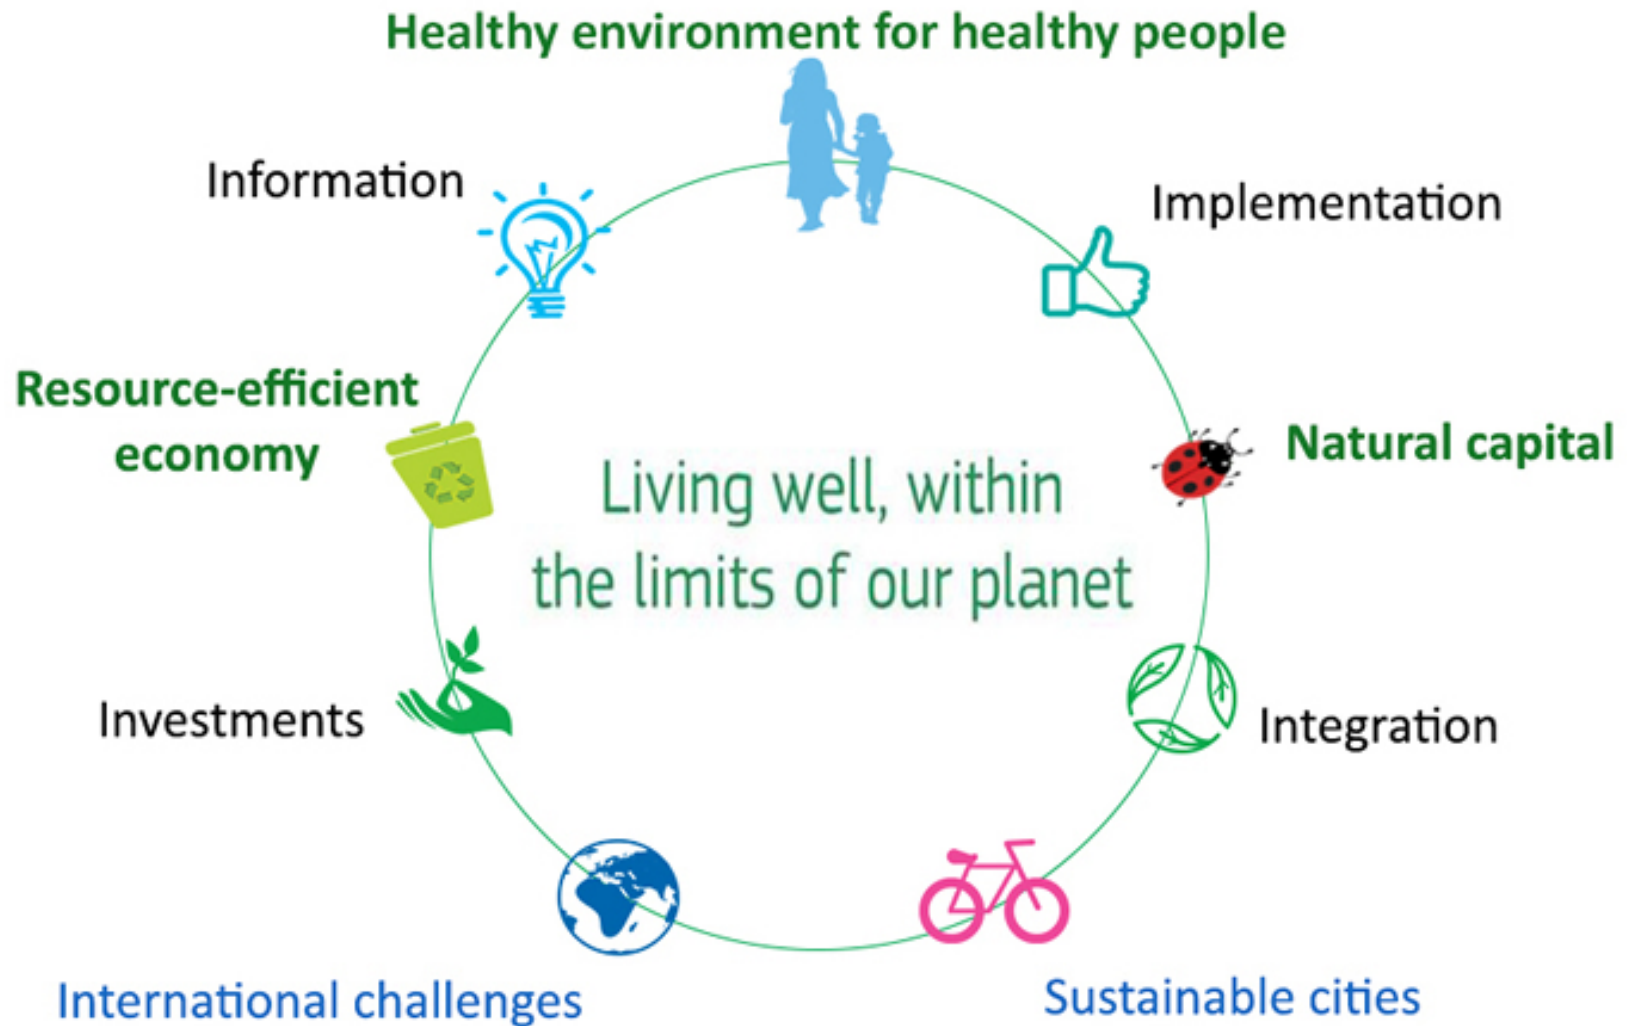 Healthy environment for healthy people
Information
Implementation
Resource-efficient
economy
Natural capital
Living well, within
the limits of our planet
Investments
Integration
International challenges
Sustainable cities